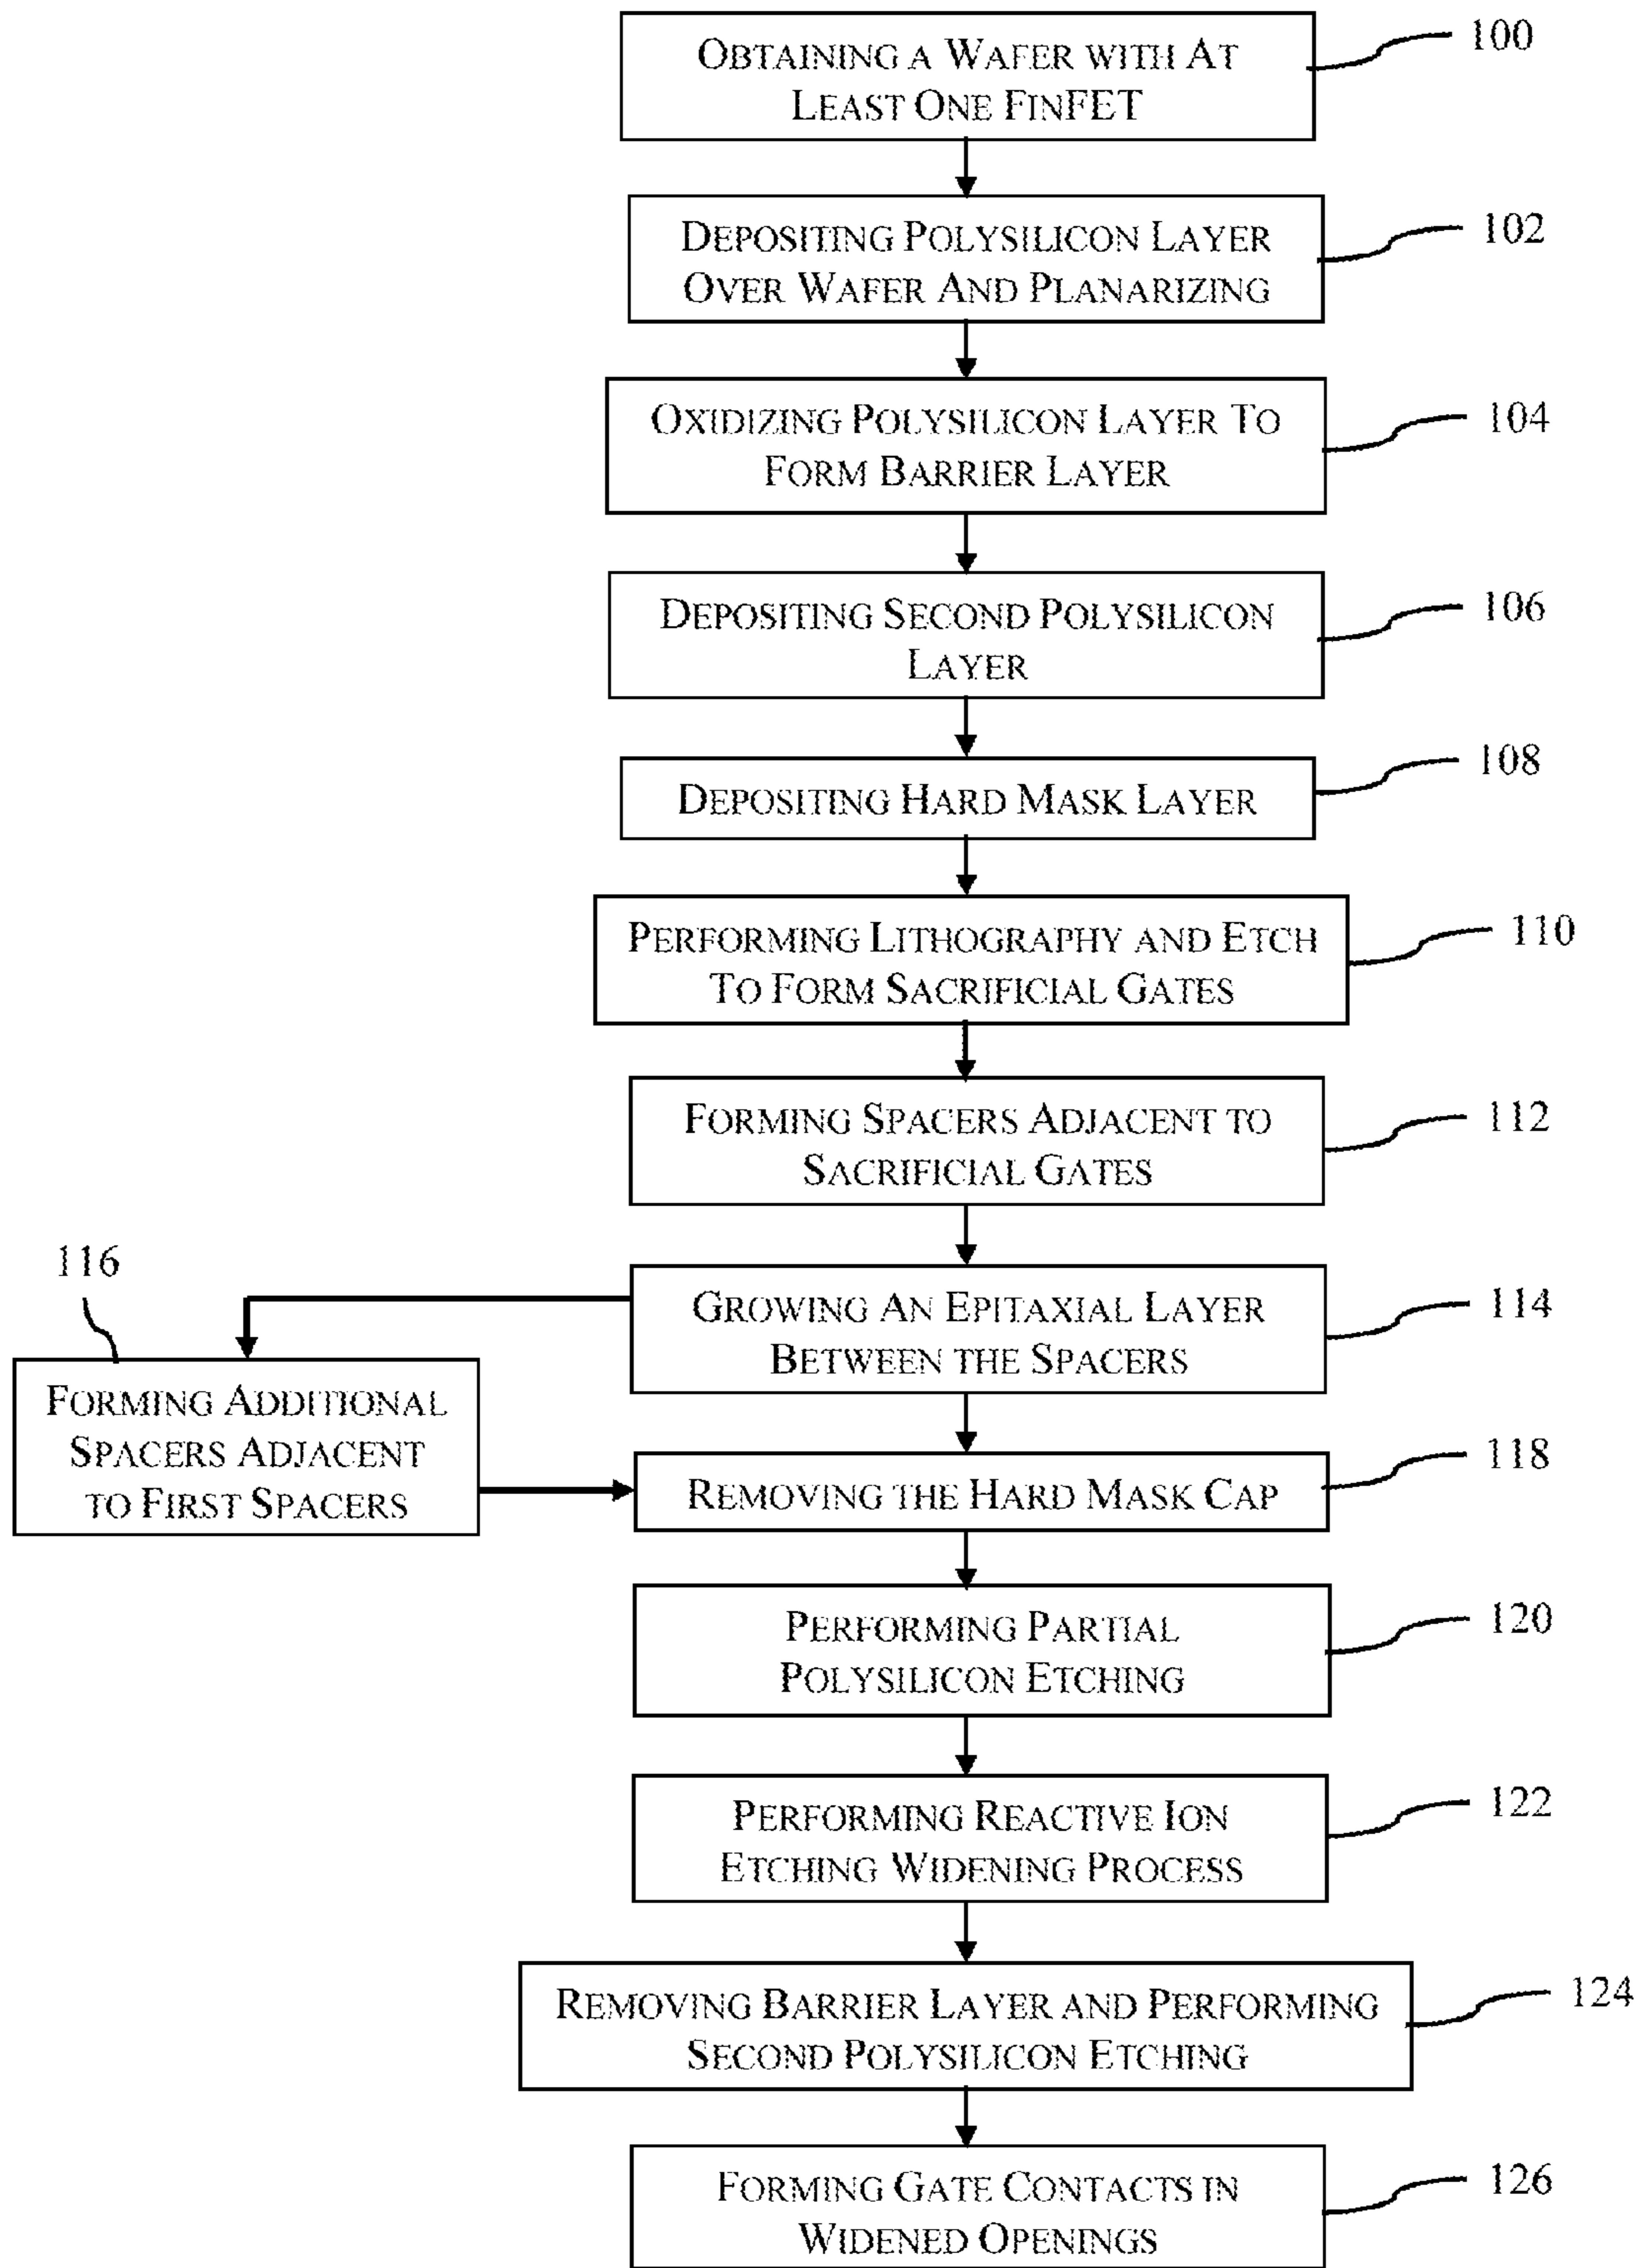 OBTAINING A WAFER WITH AT
LEAST ONE FINFET
100
DEPOSITING POLYSILICON LAYER
OVER WAFER AND PLANARIZING
102
OXIDIZING POLYSILICON LAYER TO
FORM BARRIER LAYER
104
DEPOSITING SECOND POLYSILICON
LAYER
106
DEPOSITING HARD MASK LAYER
108
PERFORMING LITHOGRAPHY AND ETCH
TO FORM SACRIFICIAL GATES
110
FORMING SPACERS ADJACENT TO
SACRIFICIAL GATES
112
GROWING AN EPITAXIAL LAYER
BETWEEN THE SPACERS
114
116
FORMING ADDITIONAL
SPACERS ADJACENT
TO FIRST SPACERS
REMOVING THE HARD MASK CAP
118
PERFORMING PARTIAL
POLYSILICON ETCHING
120
PERFORMING REACTIVE ION
ETCHING WIDENING PROCESS
122
REMOVING BARRIER LAYER AND PERFORMING
SECOND POLYSILICON ETCHING
124
FORMING GATE CONTACTS IN
WIDENED OPENINGS
126